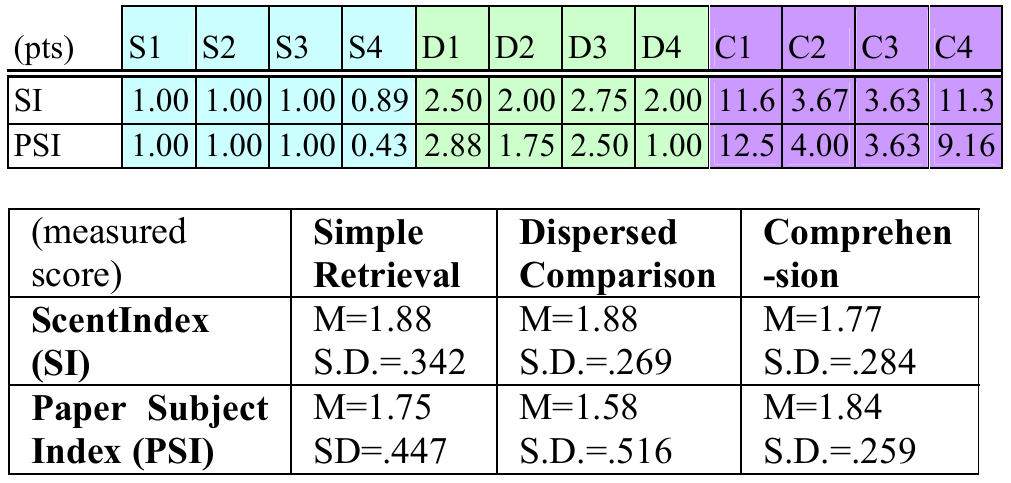 (pts) S1 S2 S3 S4 D1 D2 D3 D4 C1 C2 C3 C4
SI 1.00 1.00 1.00 0.89 2.50 2.00 2.75 2.00 11.6 3.67 3.63 11.3
PSI 1.00 1.00 1.00 0.43 2.88 1.75 2.50 1.00 12.5 4.00 3.63 9.16
(measured Simple Dispersed Comprehen
score) Retrieval Comparison -sion
ScentIndex M=1.88 M=1.88 M=1.77
(SI) S.D.=.342 S.D.=.269 S.D.=.284
Paper Subject M=1.75 M=1.58 M=1.84
Index (PSI) SD=.447 S.D.=.516 S.D.=.259